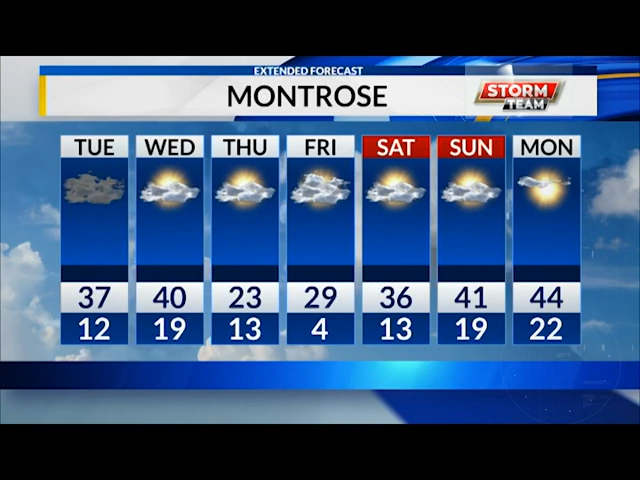 EXTENDED FORECAST
MONTROSE
STORM
TEAM
TUE WED THU FRI SAT SUN MON
37 40 23 29 36 41 44
12 19 13 4 13 19 22